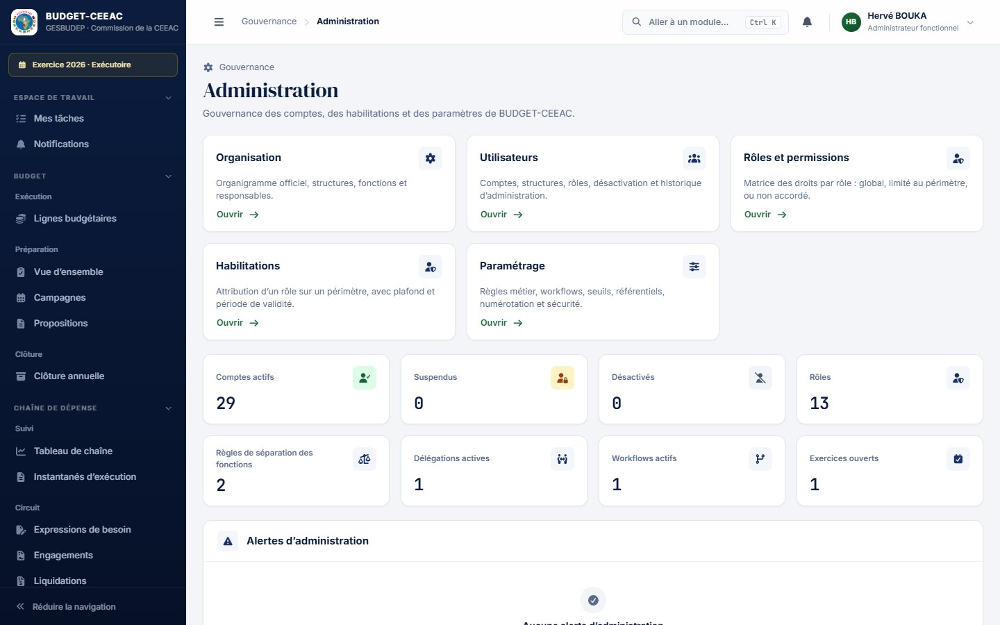 BUDGET-CEEAC
GESBUDEP · Commission de la CEEAC
Exercice 2026 · Exécutoire
ESPACE DE TRAVAIL
Mes tâches
Notifications
BUDGET
Exécution
Lignes budgétaires
Préparation
Vue d’ensemble
Campagnes
Propositions
Clôture
Clôture annuelle
CHAÎNE DE DÉPENSE
Suivi
Tableau de chaîne
Instantanés d’exécution
Circuit
Expressions de besoin
Engagements
Liquidations
Réduire la navigation
Gouvernance
Administration
Aller à un module...
Ctrl K
HB
Hervé BOUKA
Administrateur fonctionnel
Gouvernance
Administration
Gouvernance des comptes, des habilitations et des paramètres de BUDGET-CEEAC.
Organisation
Organigramme officiel, structures, fonctions et
responsables.
Ouvrir
Utilisateurs
Comptes, structures, rôles, désactivation et historique
d’administration.
Ouvrir
Rôles et permissions
Matrice des droits par rôle : global, limité au périmètre,
ou non accordé.
Ouvrir
Habilitations
Attribution d’un rôle sur un périmètre, avec plafond et
période de validité.
Ouvrir
Paramétrage
Règles métier, workflows, seuils, référentiels,
numérotation et sécurité.
Ouvrir
Comptes actifs
29
Suspendus
0
Désactivés
0
Rôles
13
Règles de séparation des
fonctions
2
Délégations actives
1
Workflows actifs
1
Exercices ouverts
1
Alertes d’administration
Aucune alerte d’administration